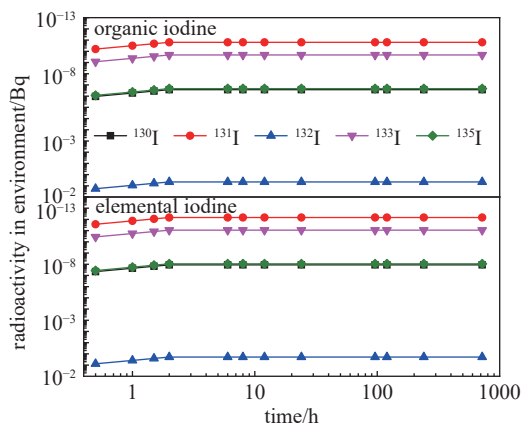 organic iodine
10^-13
10^-8
10^-3
10^-2
^130I ^131I ^132I ^133I ^135I
elemental iodine
10^-13
10^-8
10^-3
10^-2
radioactivity in environment/Bq
1 10 100 1000
time/h